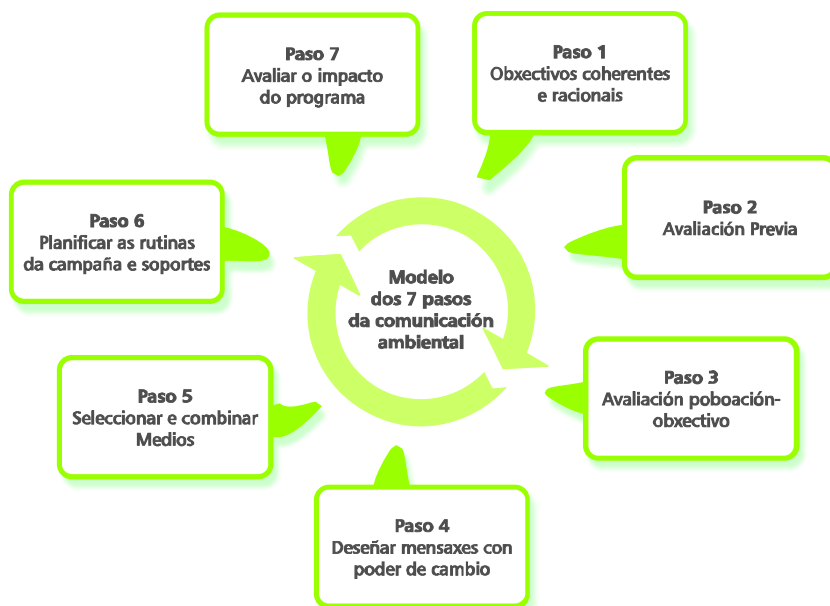 Paso 7
Avaliar o impacto
do programa
Paso 1
Obxectivos coherentes
e racionais
Paso 2
Avaliación Previa
Paso 3
Avaliación poboación-
obxectivo
Paso 4
Deseñar mensaxes con
poder de cambio
Paso 5
Seleccionar e combinar
Medios
Paso 6
Planificar as rutinas
da campaña e soportes
Modelo
dos 7 pasos
da comunicación
ambiental